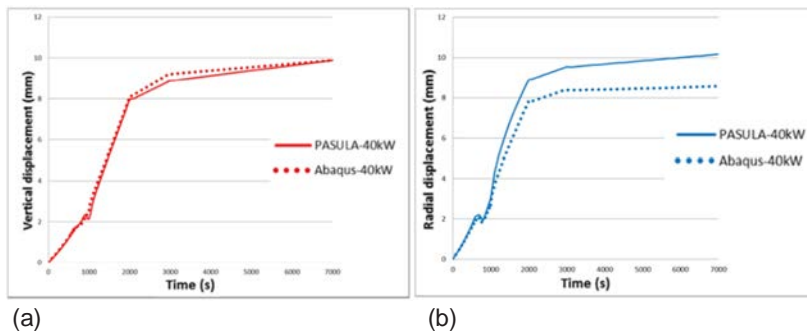 12
10
8
6
4
2
0
Vertical displacement (mm)
PASULA-40kW
Abaqus-40kW
0 1000 2000 3000 4000 5000 6000 7000
Time (s)
(a)
12
10
8
6
4
2
0
Radial displacement (mm)
PASULA-40kW
Abaqus-40kW
0 1000 2000 3000 4000 5000 6000 7000
Time (s)
(b)